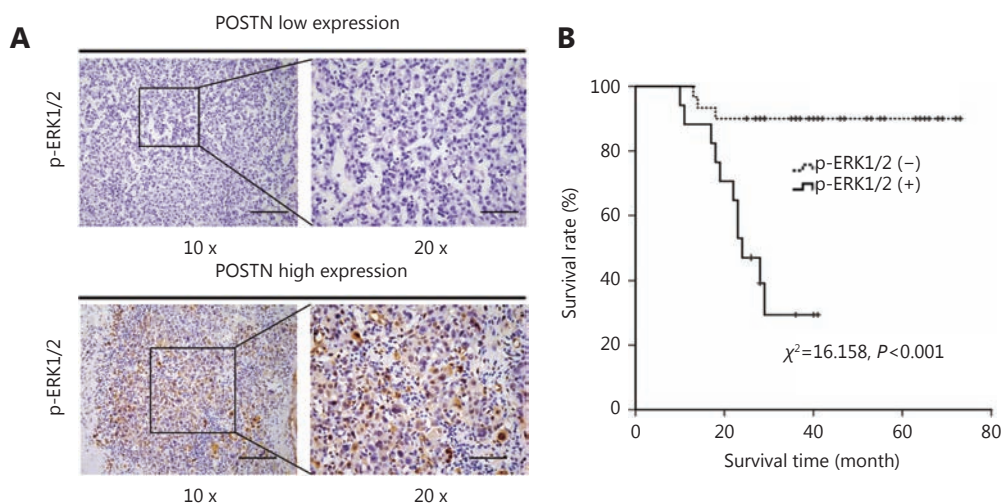 A
POSTN low expression
p-ERK1/2
10 x
20 x
POSTN high expression
p-ERK1/2
10 x
20 x
B
Survival rate (%)
100
80
60
40
20
0
p-ERK1/2 (−)
p-ERK1/2 (+)
χ²=16.158, P<0.001
0
20
40
60
80
Survival time (month)